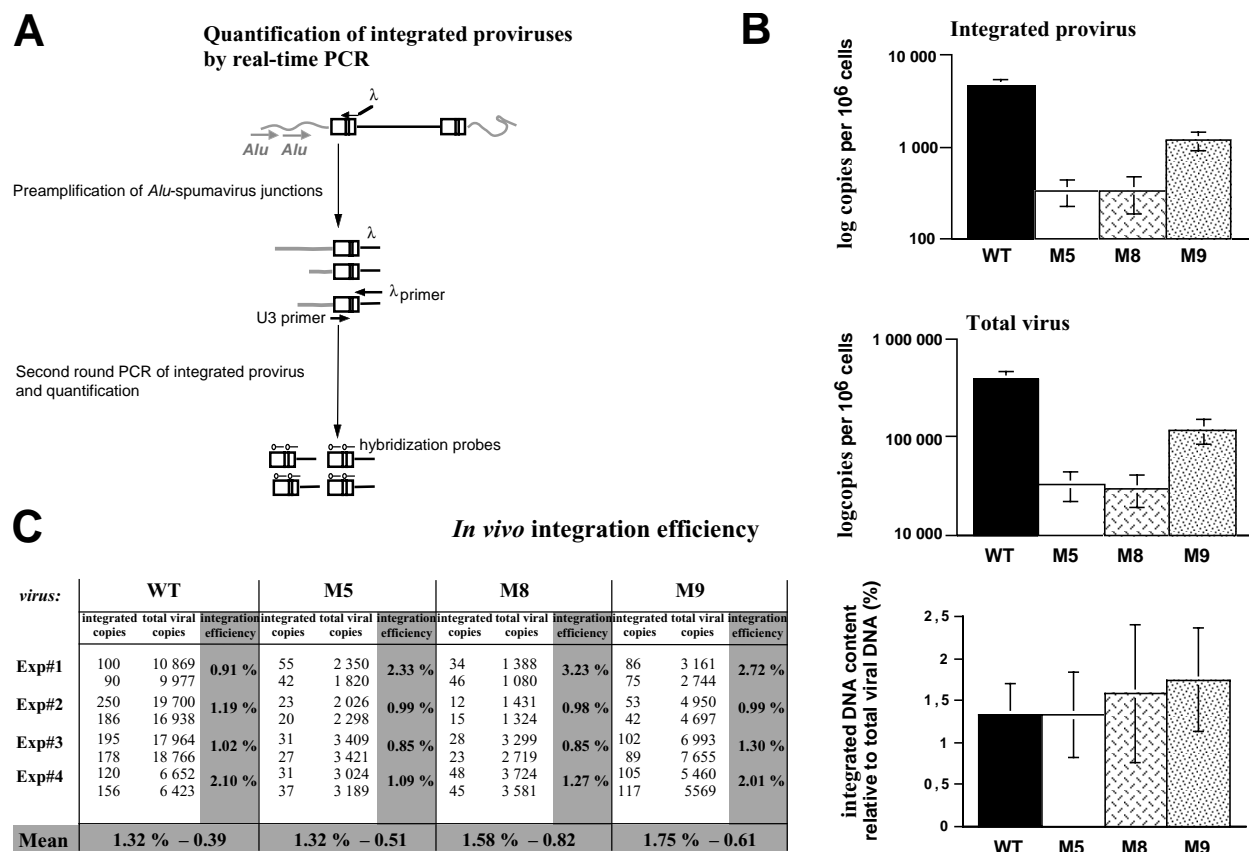 A
Quantification of integrated proviruses
by real-time PCR
λ
Alu Alu
Preamplification of Alu-spumavirus junctions
λ
λ primer
U3 primer
Second round PCR of integrated provirus
and quantification
hybridization probes
B
Integrated provirus
log copies per 10⁶ cells
10 000
1 000
100
WT M5 M8 M9
Total virus
logcopies per 10⁶ cells
1 000 000
100 000
10 000
WT M5 M8 M9
integrated DNA content
relative to total viral DNA (%)
2,5
2
1.5
1
0,5
0
WT M5 M8 M9
C
In vivo integration efficiency
virus: WT M5 M8 M9
integrated copies total viral copies integration efficiency integrated copies total viral copies integration efficiency integrated copies total viral copies integration efficiency integrated copies total viral copies integration efficiency
Exp#1 100 10 869 0.91 % 55 2 350 2.33 % 34 1 388 3.23 % 86 3 161 2.72 %
90 9 977 42 1 820 46 1 080 75 2 744
Exp#2 250 19 700 1.19 % 23 2 026 0.99 % 12 1 431 0.98 % 53 4 950 0.99 %
186 16 938 20 2 298 15 1 324 42 4 697
Exp#3 195 17 964 1.02 % 31 3 409 0.85 % 28 3 299 0.85 % 102 6 993 1.30 %
178 18 766 27 3 421 23 2 719 89 7 655
Exp#4 120 6 652 2.10 % 31 3 024 1.09 % 48 3 724 1.27 % 105 5 460 2.01 %
156 6 423 37 3 189 45 3 581 117 5569
Mean 1.32 % – 0.39 1.32 % – 0.51 1.58 % – 0.82 1.75 % – 0.61